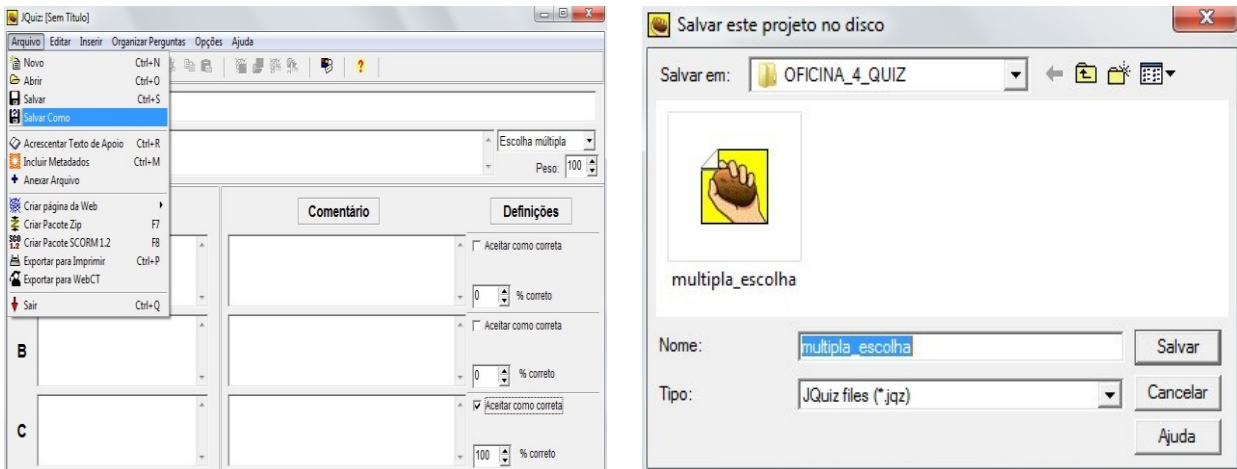 JQuiz: [Sem Título]
Arquivo Editar Inserir Organizar Perguntas Opções Ajuda
Novo Ctrl+N
Abrir Ctrl+O
Salvar Ctrl+S
Salvar Como
Acrescentar Texto de Apoio Ctrl+R
Incluir Metadados Ctrl+M
Anexar Arquivo
Criar página da Web
Criar Pacote Zip F7
Criar Pacote SCORM 1.2 F8
Exportar para Imprimir Ctrl+P
Exportar para WebCT
Sair Ctrl+Q
Escolha múltipla
Peso: 100
Comentário Definições
Aceitar como correta
0 % correto
B
Aceitar como correta
0 % correto
C
Aceitar como correta
100 % correto
Salvar este projeto no disco
Salvar em: OFICINA_4_QUIZ
multipla_escolha
Nome: multipla_escolha Salvar
Tipo: JQuiz files (*.jqz) Cancelar
Ajuda